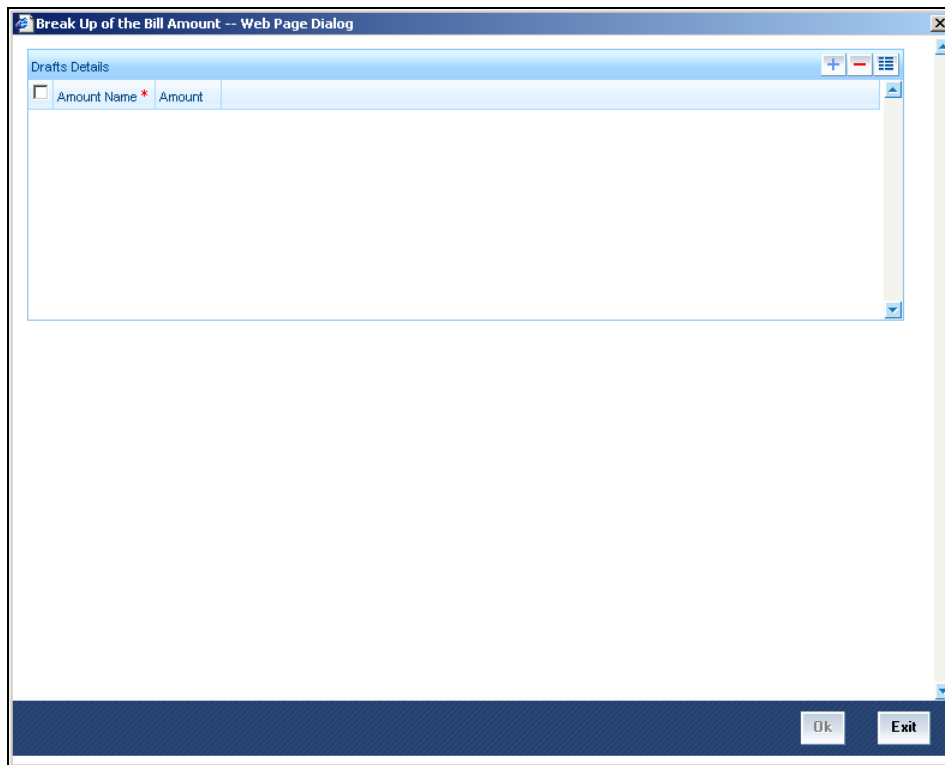 Break Up of the Bill Amount -- Web Page Dialog
Drafts Details
Amount Name * Amount
Ok Exit